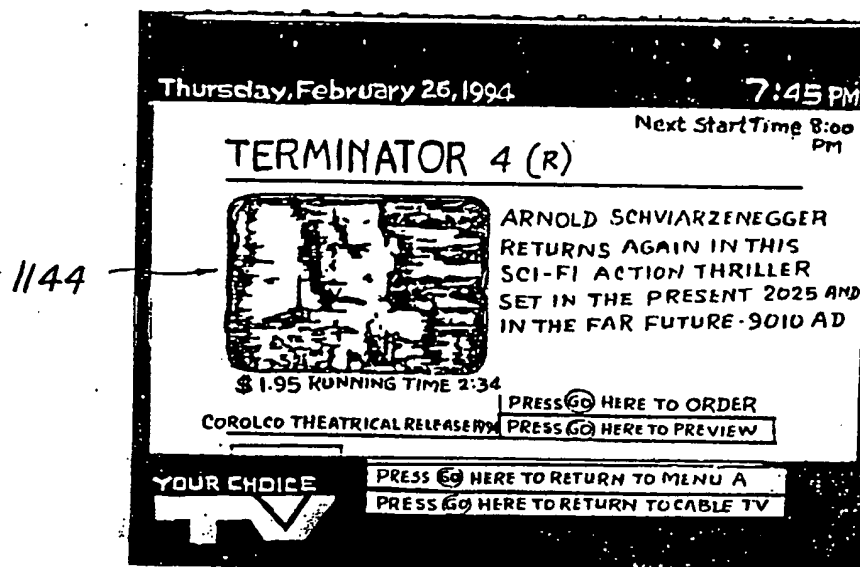 Thursday, February 26, 1994 7:45 PM
Next Start Time 8:00
PM
TERMINATOR 4 (R)
ARNOLD SCHVIARZENEGGER
RETURNS AGAIN IN THIS
SCI-FI ACTION THRILLER
SET IN THE PRESENT 2025 AND
IN THE FAR FUTURE-9010 AD
1144
$1.95 RUNNING TIME 2:34
PRESS GO HERE TO ORDER
COROLCO THEATRICAL RELEASE
PRESS GO HERE TO PREVIEW
YOUR CHOICE
TV
PRESS GO HERE TO RETURN TO MENU A
PRESS GO HERE TO RETURN TO CABLE TV